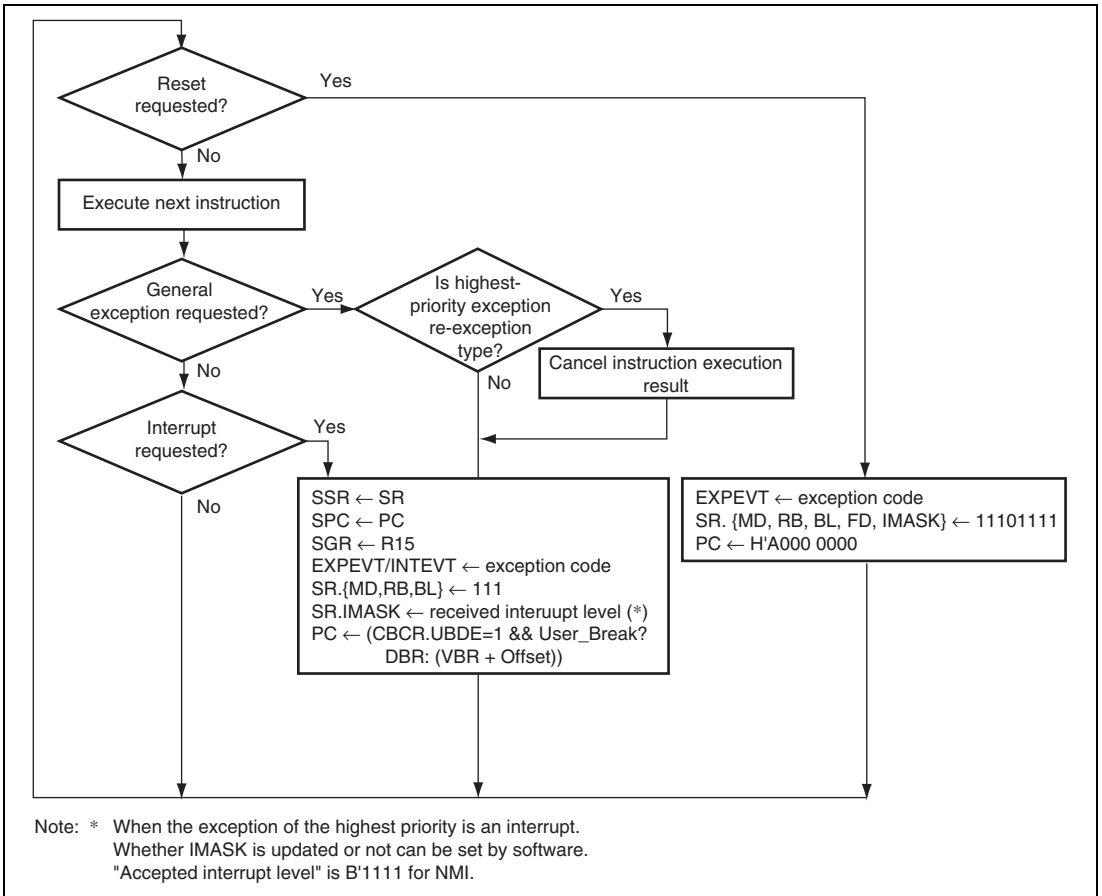 Reset
requested?
Yes
No
Execute next instruction
General
exception requested?
Yes
Is highest-
priority exception
re-exception
type?
Yes
No
Cancel instruction execution
result
No
Interrupt
requested?
Yes
No
SSR ← SR
SPC ← PC
SGR ← R15
EXPEVT/INTEVT ← exception code
SR.{MD,RB,BL} ← 111
SR.IMASK ← received interuupt level (*)
PC ← (CBCR.UBDE=1 && User_Break?
DBR: (VBR + Offset))
EXPEVT ← exception code
SR. {MD, RB, BL, FD, IMASK} ← 11101111
PC ← H'A000 0000
Note: * When the exception of the highest priority is an interrupt.
Whether IMASK is updated or not can be set by software.
"Accepted interrupt level" is B'1111 for NMI.